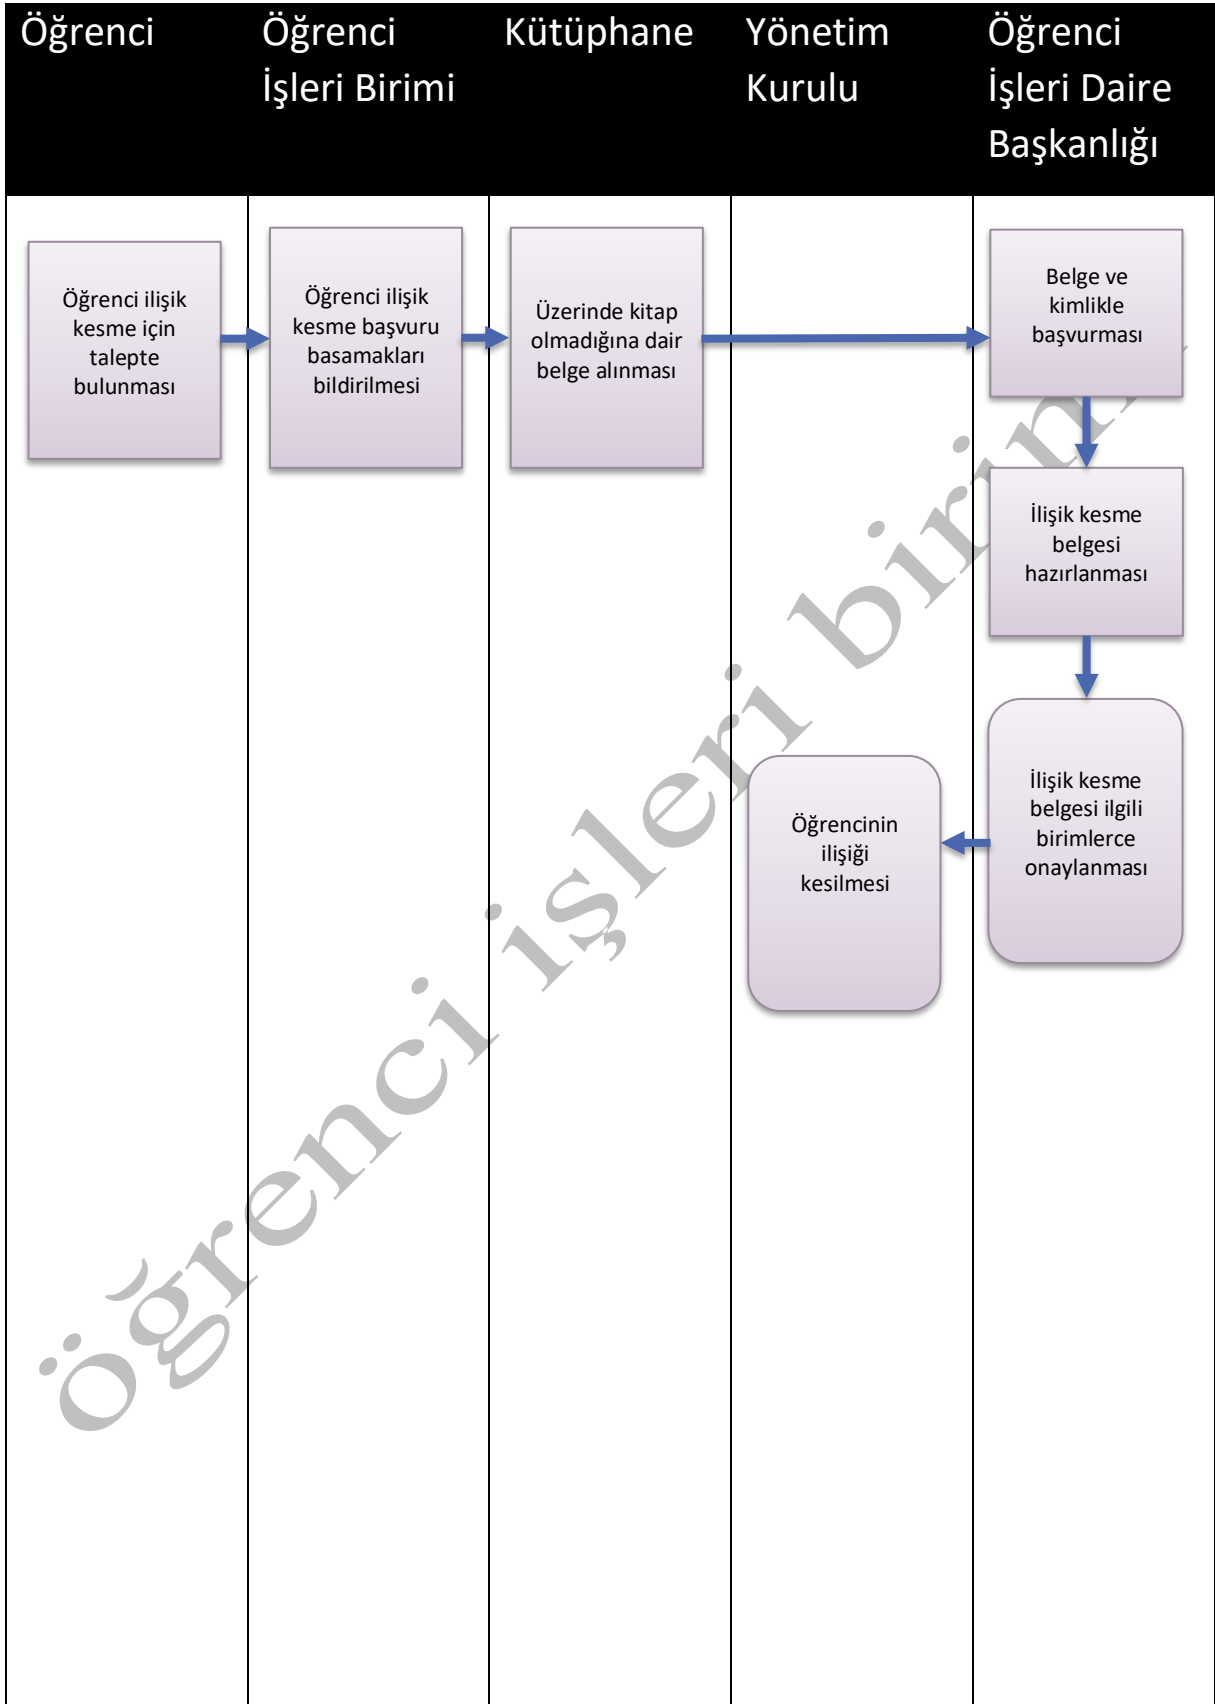 Öğrenci
Öğrenci
İşleri Birimi
Kütüphane
Yönetim
Kurulu
Öğrenci
İşleri Daire
Başkanlığı
Öğrenci ilişik
kesme için
talepte
bulunması
Öğrenci ilişik
kesme başvuru
basamakları
bildirilmesi
Üzerinde kitap
olmadığına dair
belge alınması
Belge ve
kimlikle
başvurması
İlişik kesme
belgesi
hazırlanması
İlişik kesme
belgesi ilgili
birimlerce
onaylanması
Öğrencinin
ilişiği
kesilmesi
öğrenci işleri